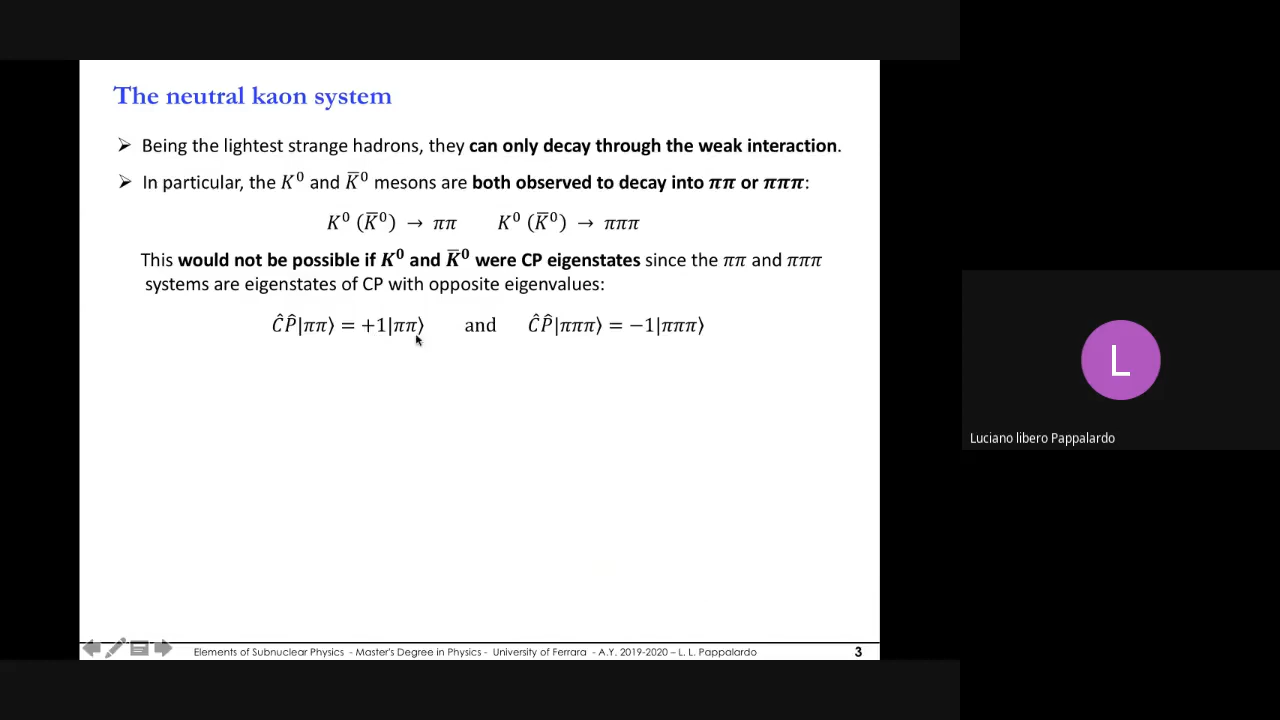 The neutral kaon system
➢ Being the lightest strange hadrons, they can only decay through the weak interaction.
➢ In particular, the K⁰ and K̅⁰ mesons are both observed to decay into ππ or πππ:
K⁰ (K̅⁰) → ππ K⁰ (K̅⁰) → πππ
This would not be possible if K⁰ and K̅⁰ were CP eigenstates since the ππ and πππ
systems are eigenstates of CP with opposite eigenvalues:
ĈP̂|ππ⟩ = +1|ππ⟩ and ĈP̂|πππ⟩ = −1|πππ⟩
Elements of Subnuclear Physics - Master's Degree in Physics - University of Ferrara - A.Y. 2019-2020 – L. L. Pappalardo 3
L
Luciano libero Pappalardo